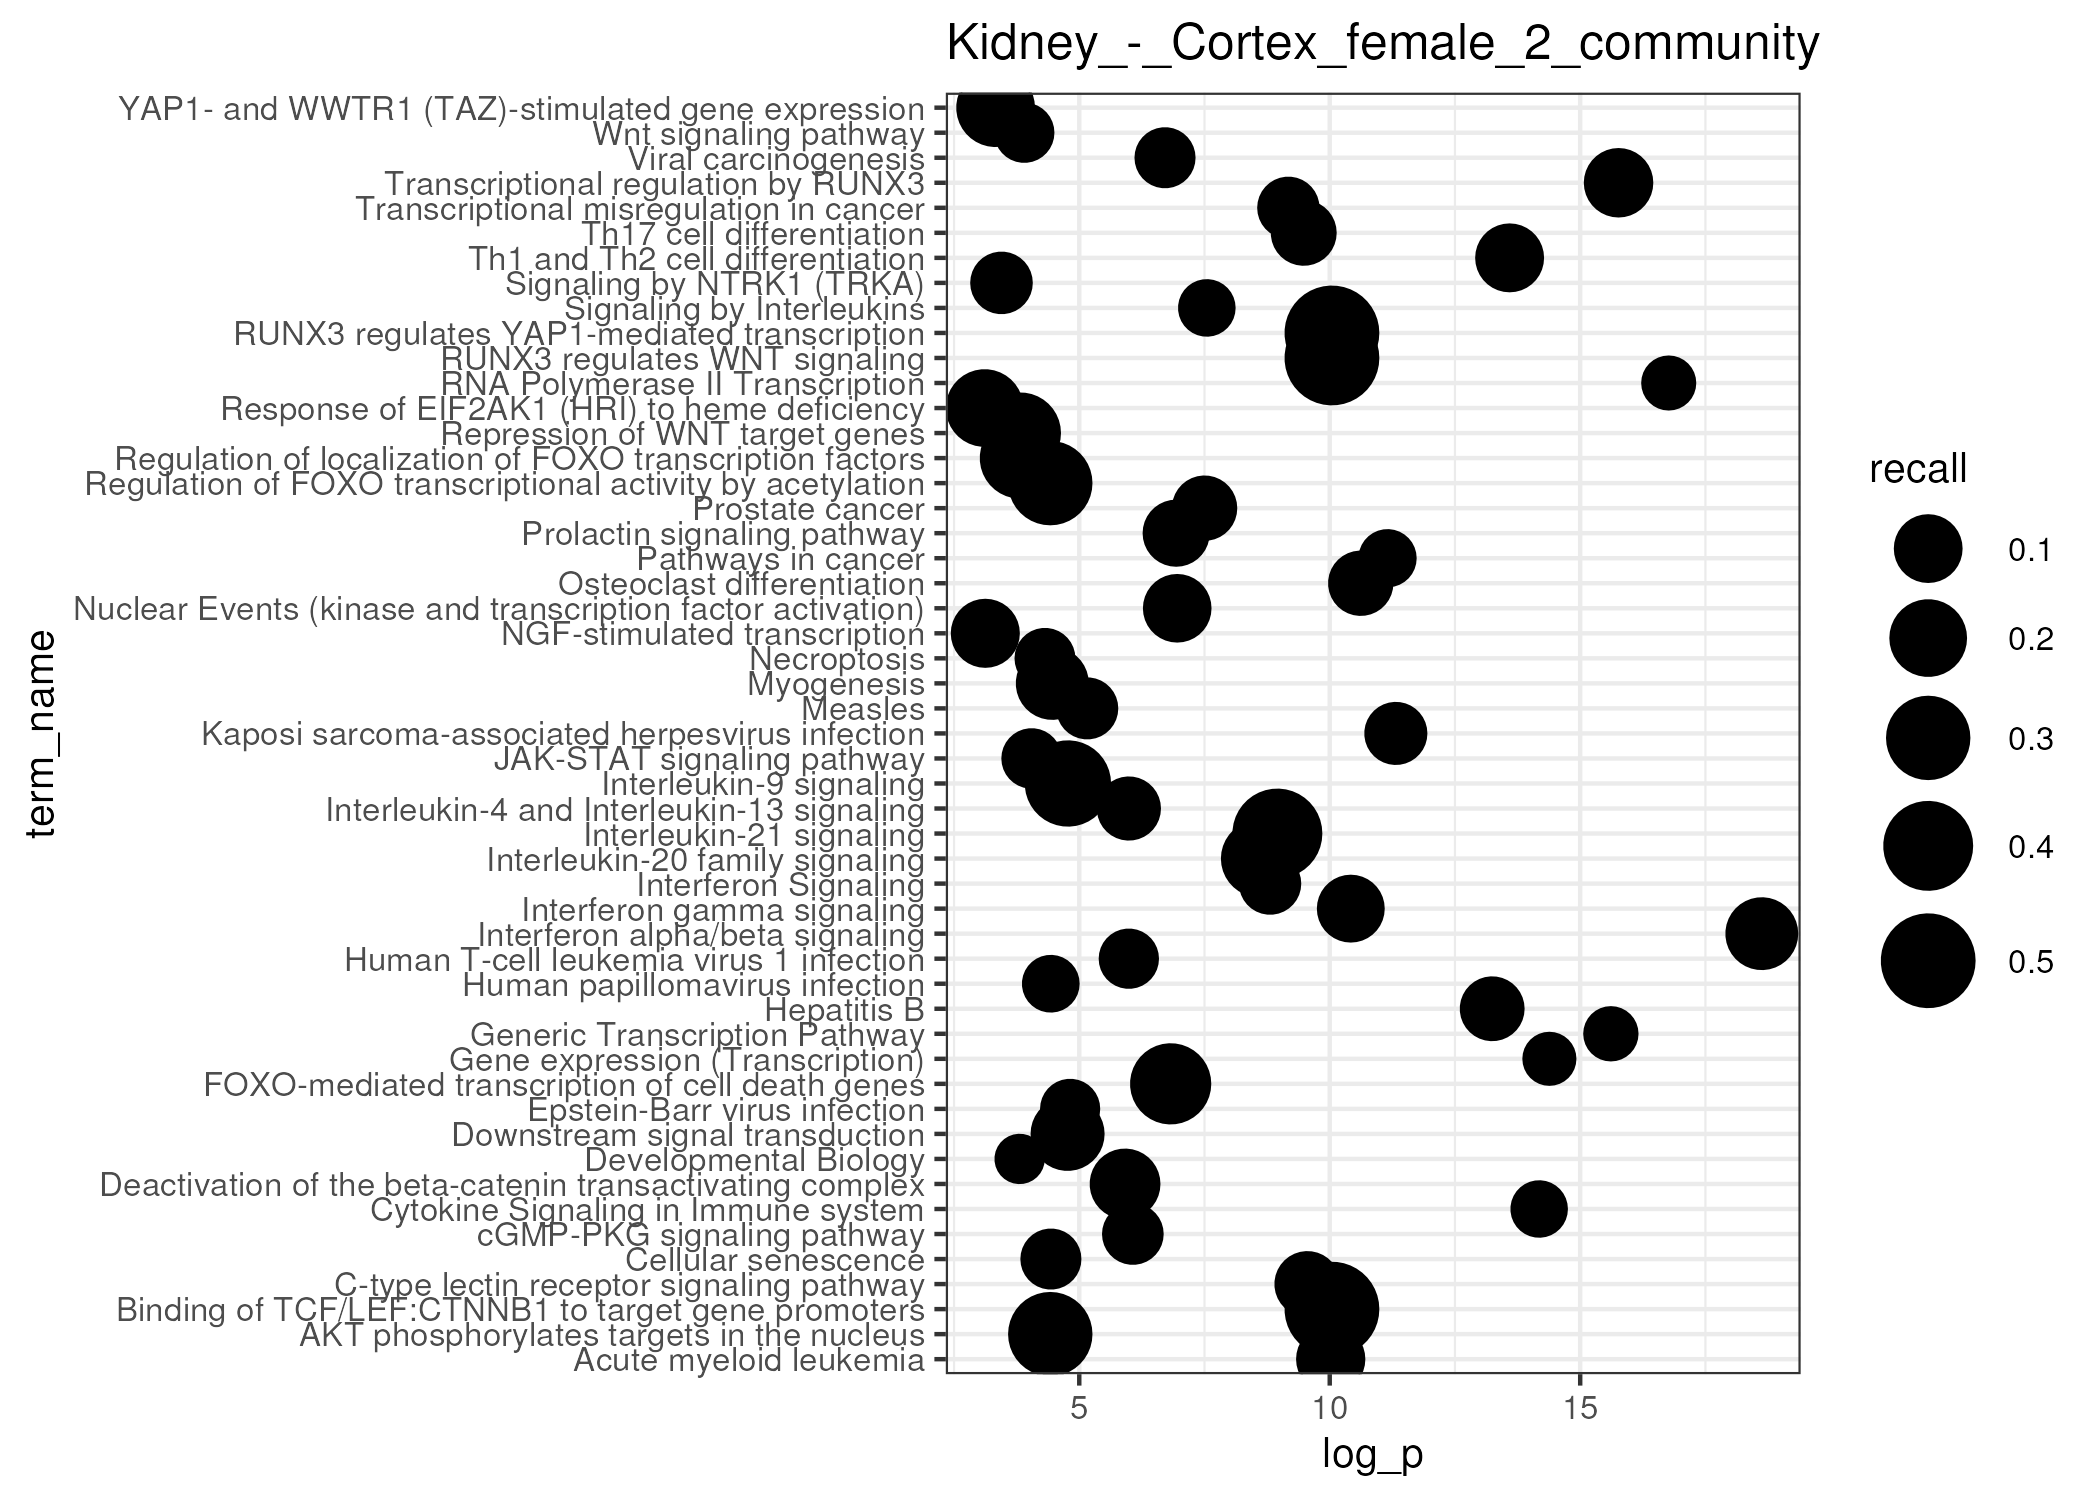 Kidney_-_Cortex_female_2_community
YAP1- and WWTR1 (TAZ)-stimulated gene expression
Wnt signaling pathway
Viral carcinogenesis
Transcriptional regulation by RUNX3
Transcriptional misregulation in cancer
Th17 cell differentiation
Th1 and Th2 cell differentiation
Signaling by NTRK1 (TRKA)
Signaling by Interleukins
RUNX3 regulates YAP1-mediated transcription
RUNX3 regulates WNT signaling
RNA Polymerase II Transcription
Response of EIF2AK1 (HRI) to heme deficiency
Repression of WNT target genes
Regulation of localization of FOXO transcription factors
Regulation of FOXO transcriptional activity by acetylation
Prostate cancer
Prolactin signaling pathway
Pathways in cancer
Osteoclast differentiation
Nuclear Events (kinase and transcription factor activation)
NGF-stimulated transcription
Necroptosis
Myogenesis
Measles
Kaposi sarcoma-associated herpesvirus infection
JAK-STAT signaling pathway
Interleukin-9 signaling
Interleukin-4 and Interleukin-13 signaling
Interleukin-21 signaling
Interleukin-20 family signaling
Interferon Signaling
Interferon gamma signaling
Interferon alpha/beta signaling
Human T-cell leukemia virus 1 infection
Human papillomavirus infection
Hepatitis B
Generic Transcription Pathway
Gene expression (Transcription)
FOXO-mediated transcription of cell death genes
Epstein-Barr virus infection
Downstream signal transduction
Developmental Biology
Deactivation of the beta-catenin transactivating complex
Cytokine Signaling in Immune system
cGMP-PKG signaling pathway
Cellular senescence
C-type lectin receptor signaling pathway
Binding of TCF/LEF:CTNNB1 to target gene promoters
AKT phosphorylates targets in the nucleus
Acute myeloid leukemia
term_name
5 10 15
log_p
recall
0.1
0.2
0.3
0.4
0.5